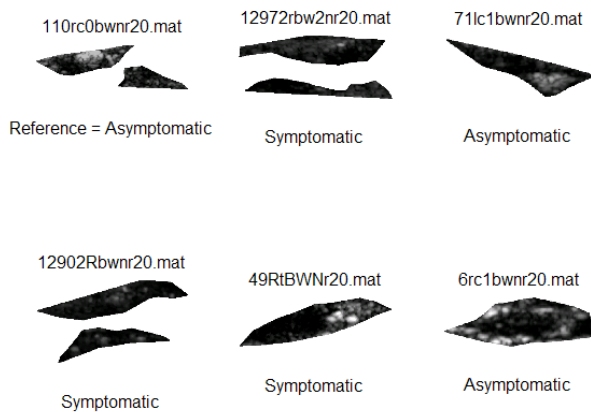 110rc0bwnr20.mat
12972rbw2nr20.mat
71lc1bwnr20.mat
Reference = Asymptomatic
Symptomatic
Asymptomatic
12902Rbwnr20.mat
49RtBWNr20.mat
6rc1bwnr20.mat
Symptomatic
Symptomatic
Asymptomatic